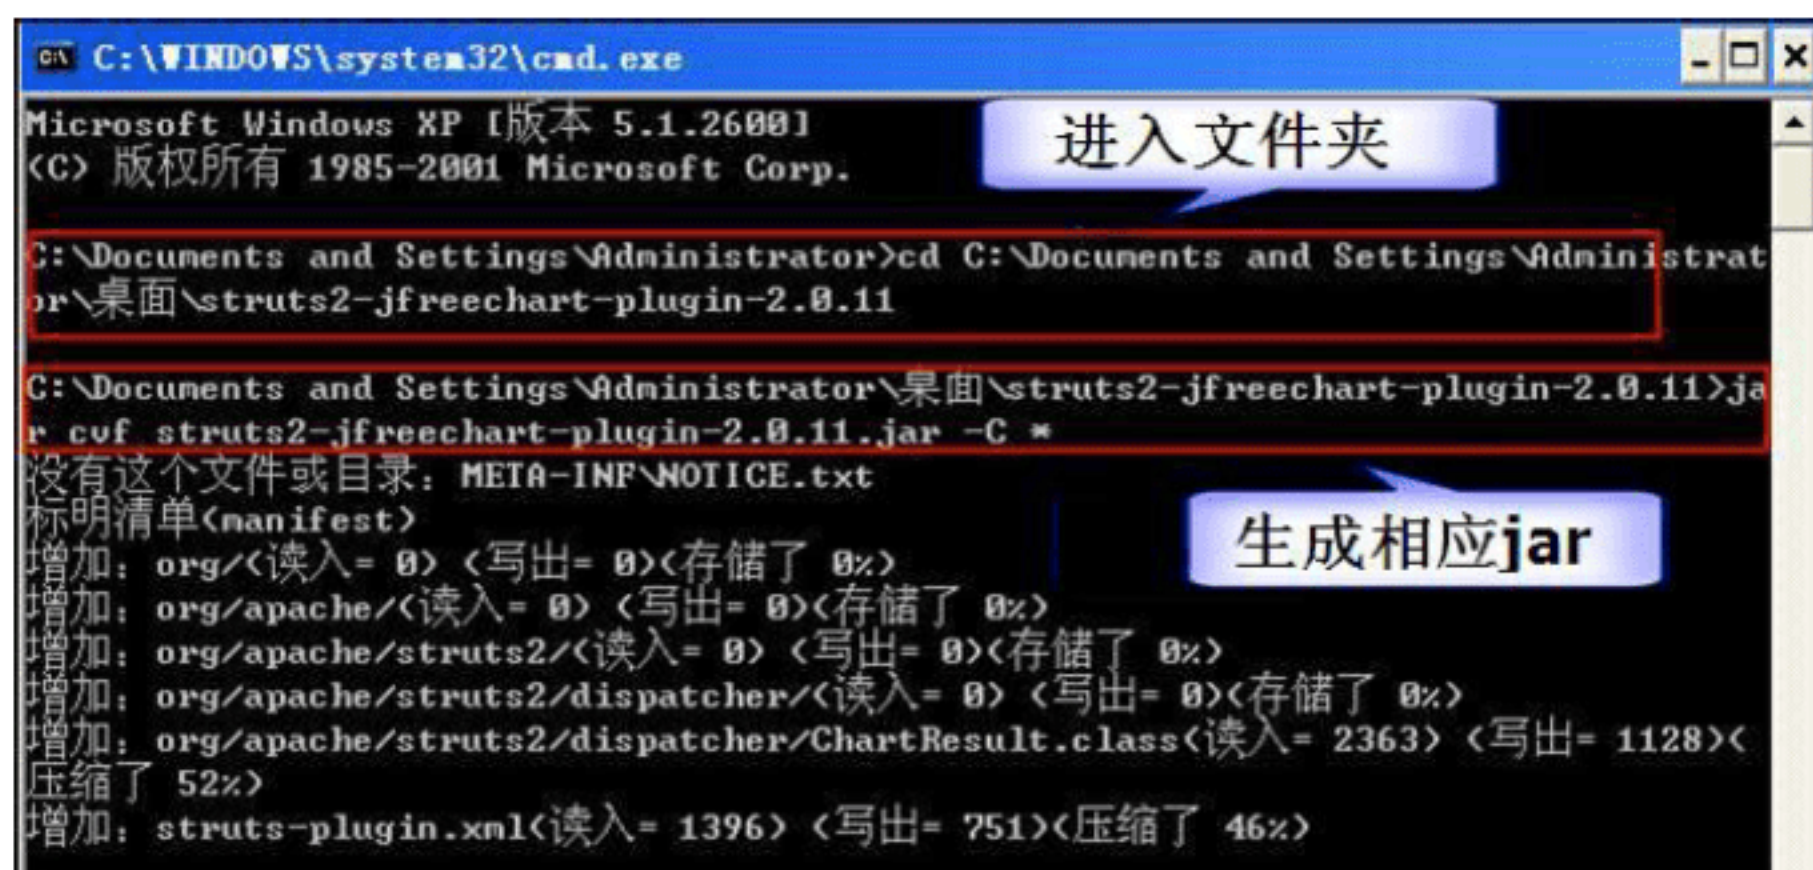 C:\WINDOWS\system32\cmd.exe
Microsoft Windows XP [版本 5.1.2600]
进入文件夹
(C) 版权所有 1985-2001 Microsoft Corp.
C:\Documents and Settings\Administrator>cd C:\Documents and Settings\Administrat
or\桌面\struts2-jfreechart-plugin-2.0.11
C:\Documents and Settings\Administrator\桌面\struts2-jfreechart-plugin-2.0.11>ja
r cvf struts2-jfreechart-plugin-2.0.11.jar -C *
没有这个文件或目录: META-INF\NOTICE.txt
标明清单(manifest)
生成相应jar
增加: org/(读入= 0) (写出= 0)(存储了 0%)
增加: org/apache/(读入= 0) (写出= 0)(存储了 0%)
增加: org/apache/struts2/(读入= 0) (写出= 0)(存储了 0%)
增加: org/apache/struts2/dispatcher/(读入= 0) (写出= 0)(存储了 0%)
增加: org/apache/struts2/dispatcher/ChartResult.class(读入= 2363) (写出= 1128)(
压缩了 52%)
增加: struts-plugin.xml(读入= 1396) (写出= 751)(压缩了 46%)